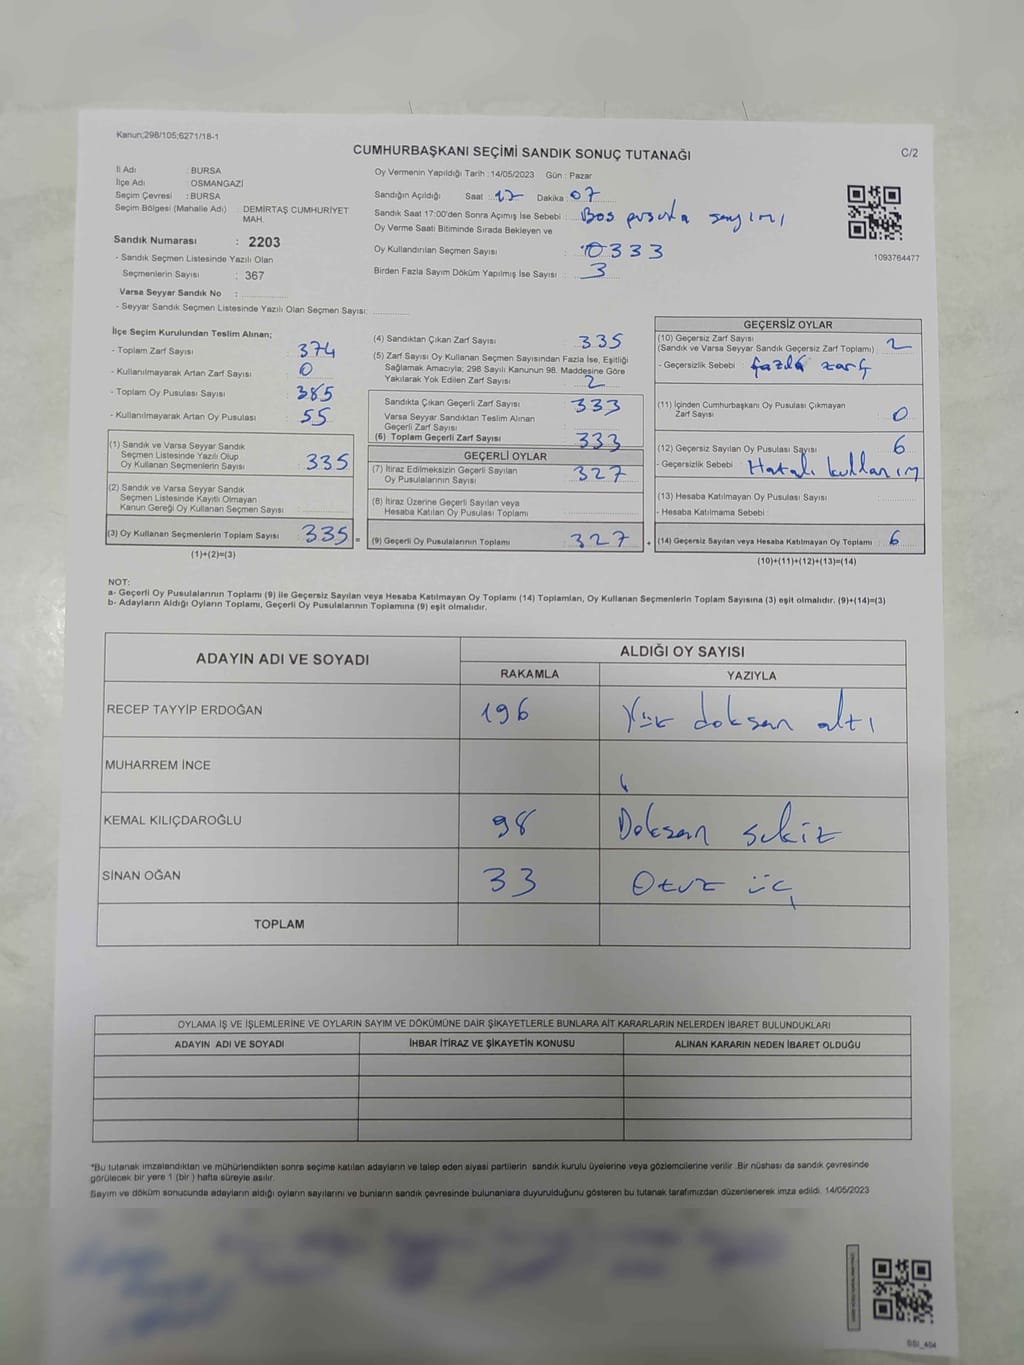 Kanun;298/105;6271/18-1
CUMHURBAŞKANI SEÇİMİ SANDIK SONUÇ TUTANAĞI
C/2
İl Adı : BURSA
İlçe Adı : OSMANGAZİ
Seçim Çevresi : BURSA
Seçim Bölgesi (Mahalle Adı) : DEMİRTAŞ CUMHURİYET
MAH.
Sandık Numarası : 2203
- Sandık Seçmen Listesinde Yazılı Olan
Seçmenlerin Sayısı : 367
Varsa Seyyar Sandık No :
- Seyyar Sandık Seçmen Listesinde Yazılı Olan Seçmen Sayısı:
Oy Vermenin Yapıldığı Tarih : 14/05/2023 Gün : Pazar
Sandığın Açıldığı Saat : 17 Dakika : 07
Sandık Saat 17:00'den Sonra Açımış İse Sebebi : Boş pusula sayımı
Oy Verme Saati Bitiminde Sırada Bekleyen ve
Oy Kullandırılan Seçmen Sayısı : 0333
Birden Fazla Sayım Döküm Yapılmış İse Sayısı : 3
1093764477
İlçe Seçim Kurulundan Teslim Alınan;
- Toplam Zarf Sayısı : 374
- Kullanılmayarak Artan Zarf Sayısı : 0
- Toplam Oy Pusulası Sayısı : 385
- Kullanılmayarak Artan Oy Pusulası : 55
(1) Sandık ve Varsa Seyyar Sandık
Seçmen Listesinde Yazılı Olup
Oy Kullanan Seçmenlerin Sayısı : 335
(2) Sandık ve Varsa Seyyar Sandık
Seçmen Listesinde Kayıtlı Olmayan
Kanun Gereği Oy Kullanan Seçmen Sayısı :
(3) Oy Kullanan Seçmenlerin Toplam Sayısı : 335 =
(1)+(2)=(3)
(4) Sandıktan Çıkan Zarf Sayısı : 335
(5) Zarf Sayısı Oy Kullanan Seçmen Sayısından Fazla İse, Eşitliği
Sağlamak Amacıyla; 298 Sayılı Kanunun 98. Maddesine Göre
Yakılarak Yok Edilen Zarf Sayısı : 2
Sandıkta Çıkan Geçerli Zarf Sayısı : 333
Varsa Seyyar Sandıktan Teslim Alınan
Geçerli Zarf Sayısı :
(6) Toplam Geçerli Zarf Sayısı : 333
GEÇERLİ OYLAR
(7) İtiraz Edilmeksizin Geçerli Sayılan
Oy Pusulalarının Sayısı : 327
(8) İtiraz Üzerine Geçerli Sayılan veya
Hesaba Katılan Oy Pusulası Toplamı :
(9) Geçerli Oy Pusulalarının Toplamı : 327 +
GEÇERSİZ OYLAR
(10) Geçersiz Zarf Sayısı
(Sandık ve Varsa Seyyar Sandık Geçersiz Zarf Toplamı) : 2
- Geçersizlik Sebebi : fazla zarf
(11) İçinden Cumhurbaşkanı Oy Pusulası Çıkmayan
Zarf Sayısı : 0
(12) Geçersiz Sayılan Oy Pusulası Sayısı : 6
- Geçersizlik Sebebi : Hatalı kullanım
(13) Hesaba Katılmayan Oy Pusulası Sayısı :
- Hesaba Katılmama Sebebi :
(14) Geçersiz Sayılan veya Hesaba Katılmayan Oy Toplamı : 6
(10)+(11)+(12)+(13)=(14)
NOT:
a- Geçerli Oy Pusulalarının Toplamı (9) ile Geçersiz Sayılan veya Hesaba Katılmayan Oy Toplamı (14) Toplamları, Oy Kullanan Seçmenlerin Toplam Sayısına (3) eşit olmalıdır. (9)+(14)=(3)
b- Adayların Aldığı Oyların Toplamı, Geçerli Oy Pusulalarının Toplamına (9) eşit olmalıdır.
ADAYIN ADI VE SOYADI
ALDIĞI OY SAYISI
RAKAMLA YAZIYLA
RECEP TAYYİP ERDOĞAN 196 Yüz doksan altı
MUHARREM İNCE
KEMAL KILIÇDAROĞLU 98 Doksan sekiz
SİNAN OĞAN 33 Otuz üç
TOPLAM
OYLAMA İŞ VE İŞLEMLERİNE VE OYLARIN SAYIM VE DÖKÜMÜNE DAİR ŞİKAYETLERLE BUNLARA AİT KARARLARIN NELERDEN İBARET BULUNDUKLARI
ADAYIN ADI VE SOYADI İHBAR İTİRAZ VE ŞİKAYETİN KONUSU ALINAN KARARIN NEDEN İBARET OLDUĞU
*Bu tutanak imzalandıktan ve mühürlendikten sonra seçime katılan adayların ve talep eden siyasi partilerin sandık kurulu üyelerine veya gözlemcilerine verilir .Bir nüshası da sandık çevresinde
görülecek bir yere 1 (bir ) hafta süreyle asılır.
Sayım ve döküm sonucunda adayların aldığı oyların sayılarını ve bunların sandık çevresinde bulunanlara duyurulduğunu gösteren bu tutanak tarafımızdan düzenlenerek imza edildi. 14/05/2023